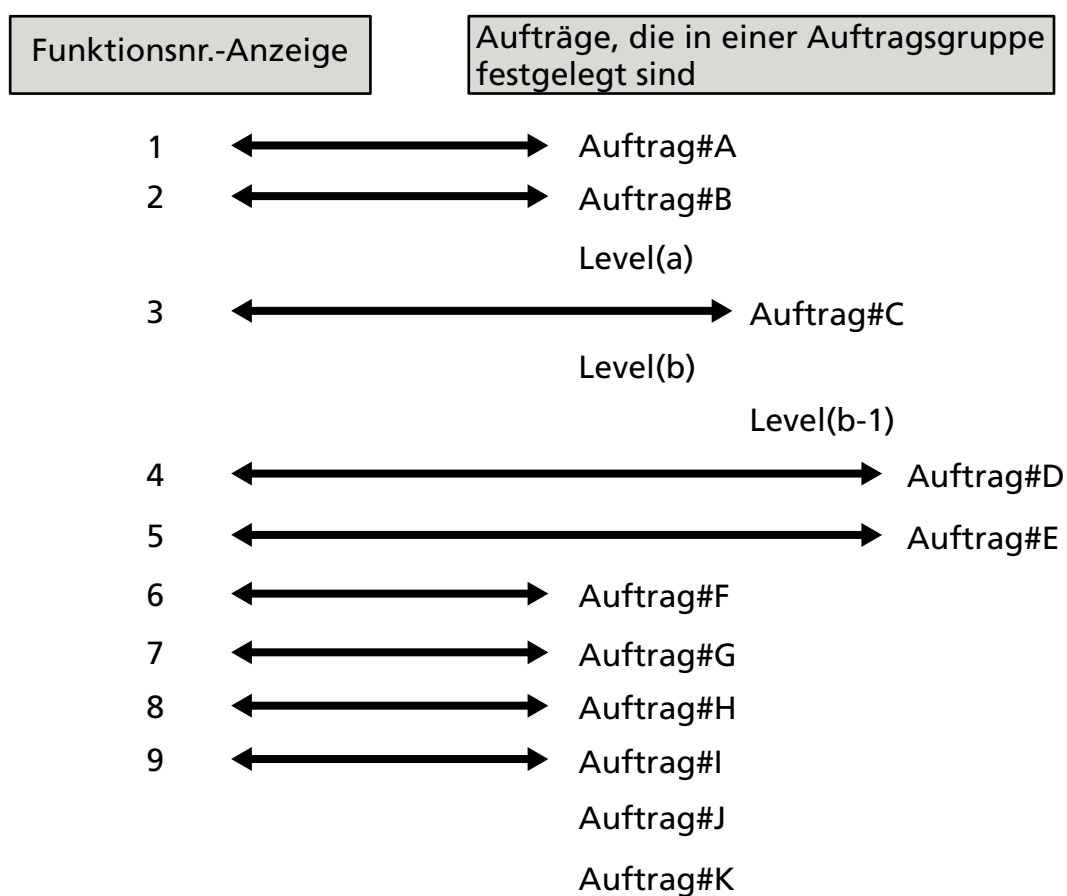 Funktionsnr.-Anzeige
Aufträge, die in einer Auftragsgruppe
festgelegt sind
1 Auftrag#A
2 Auftrag#B
Level(a)
3 Auftrag#C
Level(b)
Level(b-1)
4 Auftrag#D
5 Auftrag#E
6 Auftrag#F
7 Auftrag#G
8 Auftrag#H
9 Auftrag#I
Auftrag#J
Auftrag#K